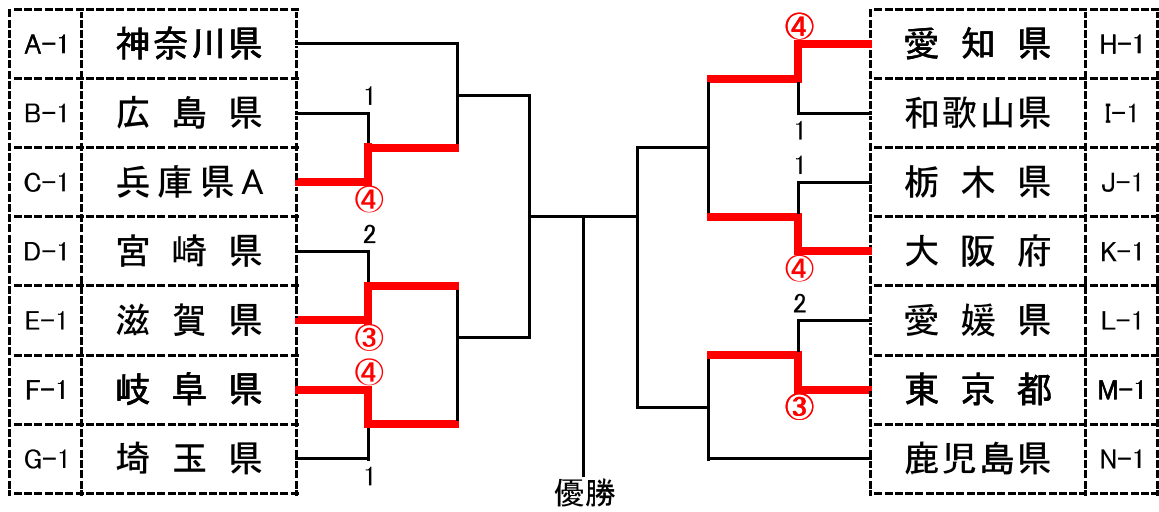 A-1 神奈川県
B-1 広島県 1
C-1 兵庫県A ④
D-1 宮崎県 2
E-1 滋賀県 ③
F-1 岐阜県 ④
G-1 埼玉県 1
④ 愛知県 H-1
1 和歌山県 I-1
1 栃木県 J-1
④ 大阪府 K-1
2 愛媛県 L-1
③ 東京都 M-1
鹿児島県 N-1
優勝